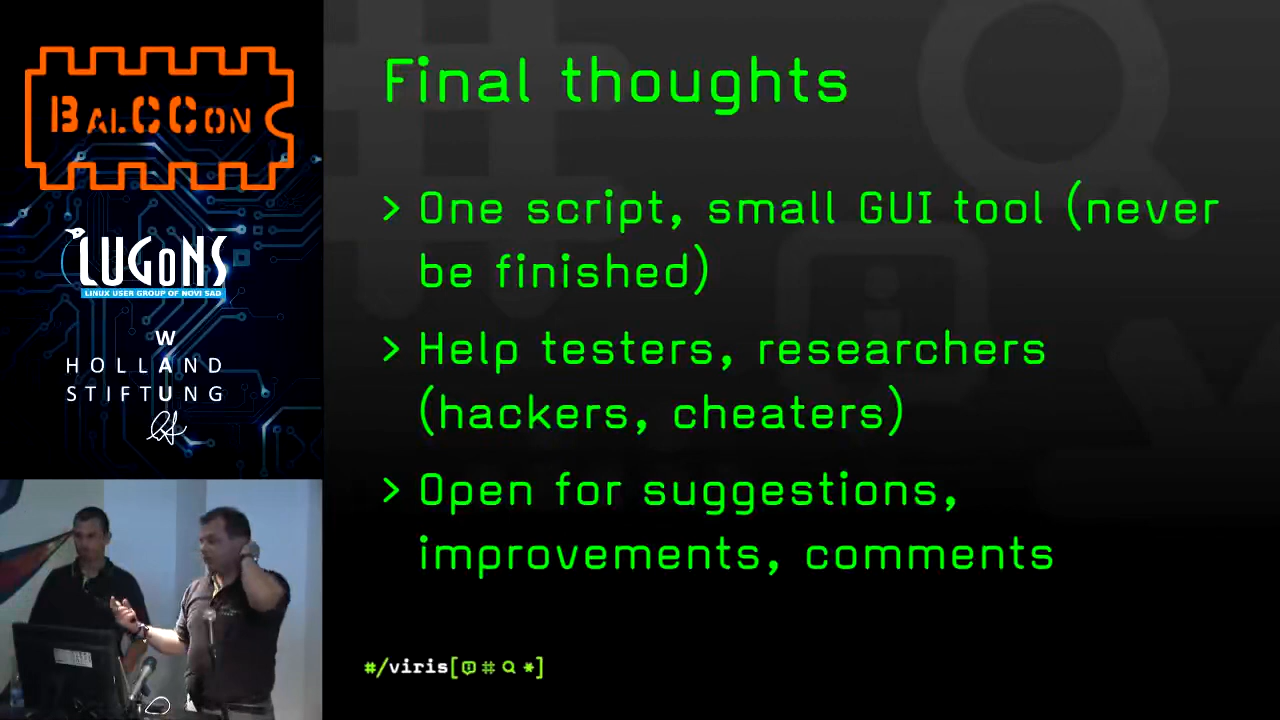 BALCCON
LUGoNS
LINUX USER GROUP OF NOVI SAD
W
HOLLAND
STIFTUNG
Final thoughts
> One script, small GUI tool (never
be finished)
> Help testers, researchers
(hackers, cheaters)
> Open for suggestions,
improvements, comments
#/viris[ # *]